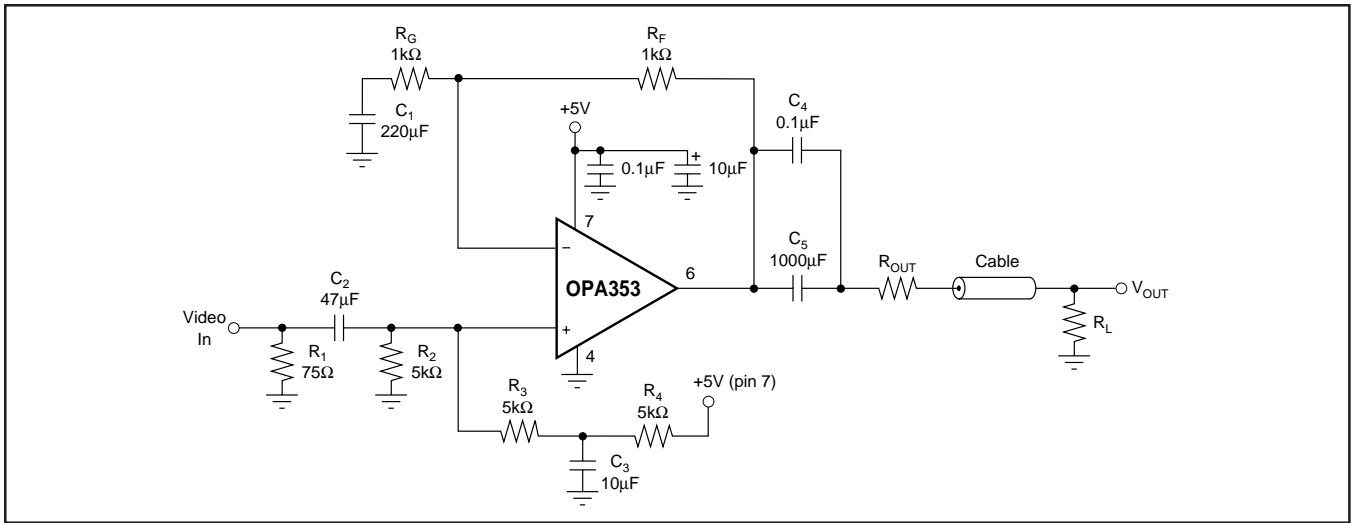 R_G
1kΩ
R_F
1kΩ
C_1
220µF
+5V
C_4
0.1µF
0.1µF
+
10µF
7
–
OPA353
6
+
4
C_5
1000µF
R_OUT
Cable
V_OUT
R_L
C_2
47µF
Video
In
R_1
75Ω
R_2
5kΩ
R_3
5kΩ
R_4
5kΩ
+5V (pin 7)
C_3
10µF